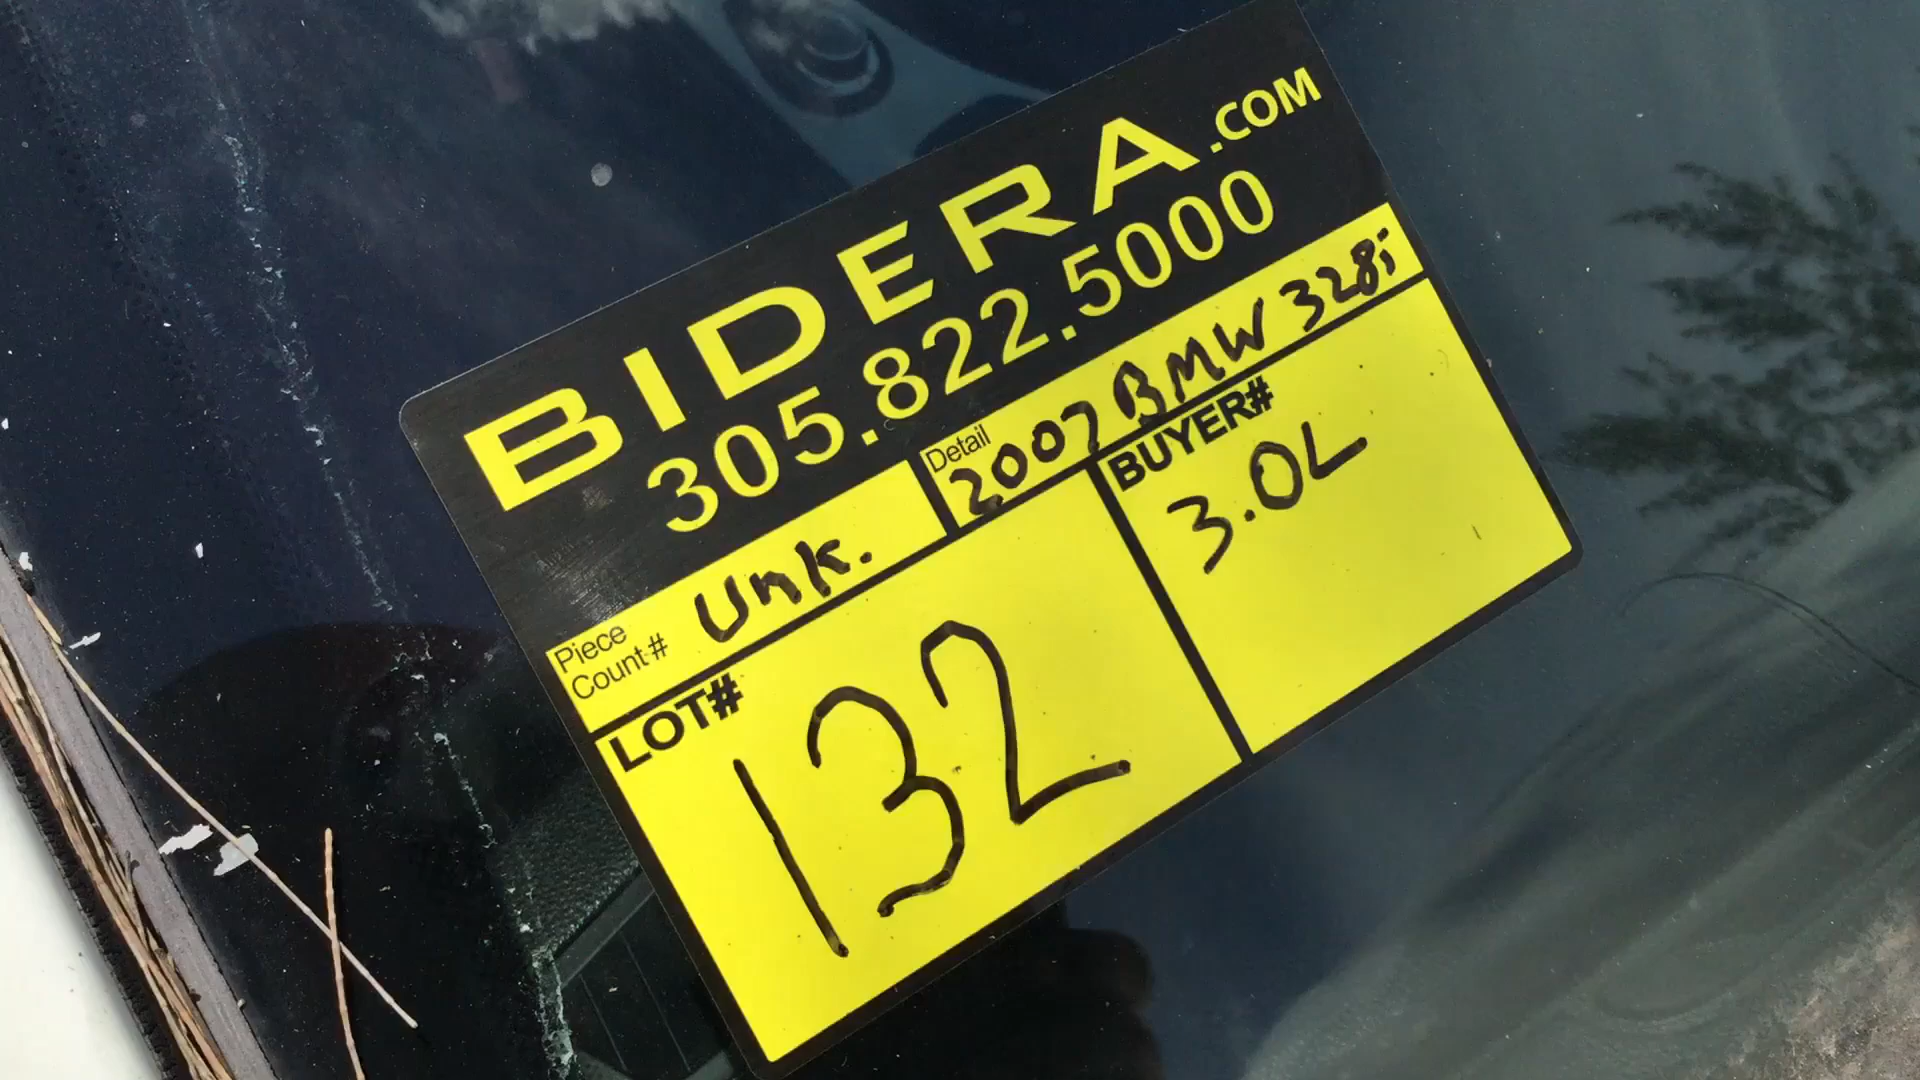 BIDERA.COM
305.822.5000
Piece Count# Unk.
Detail 2007 BMW 328i
LOT# 132
BUYER# 3.0L